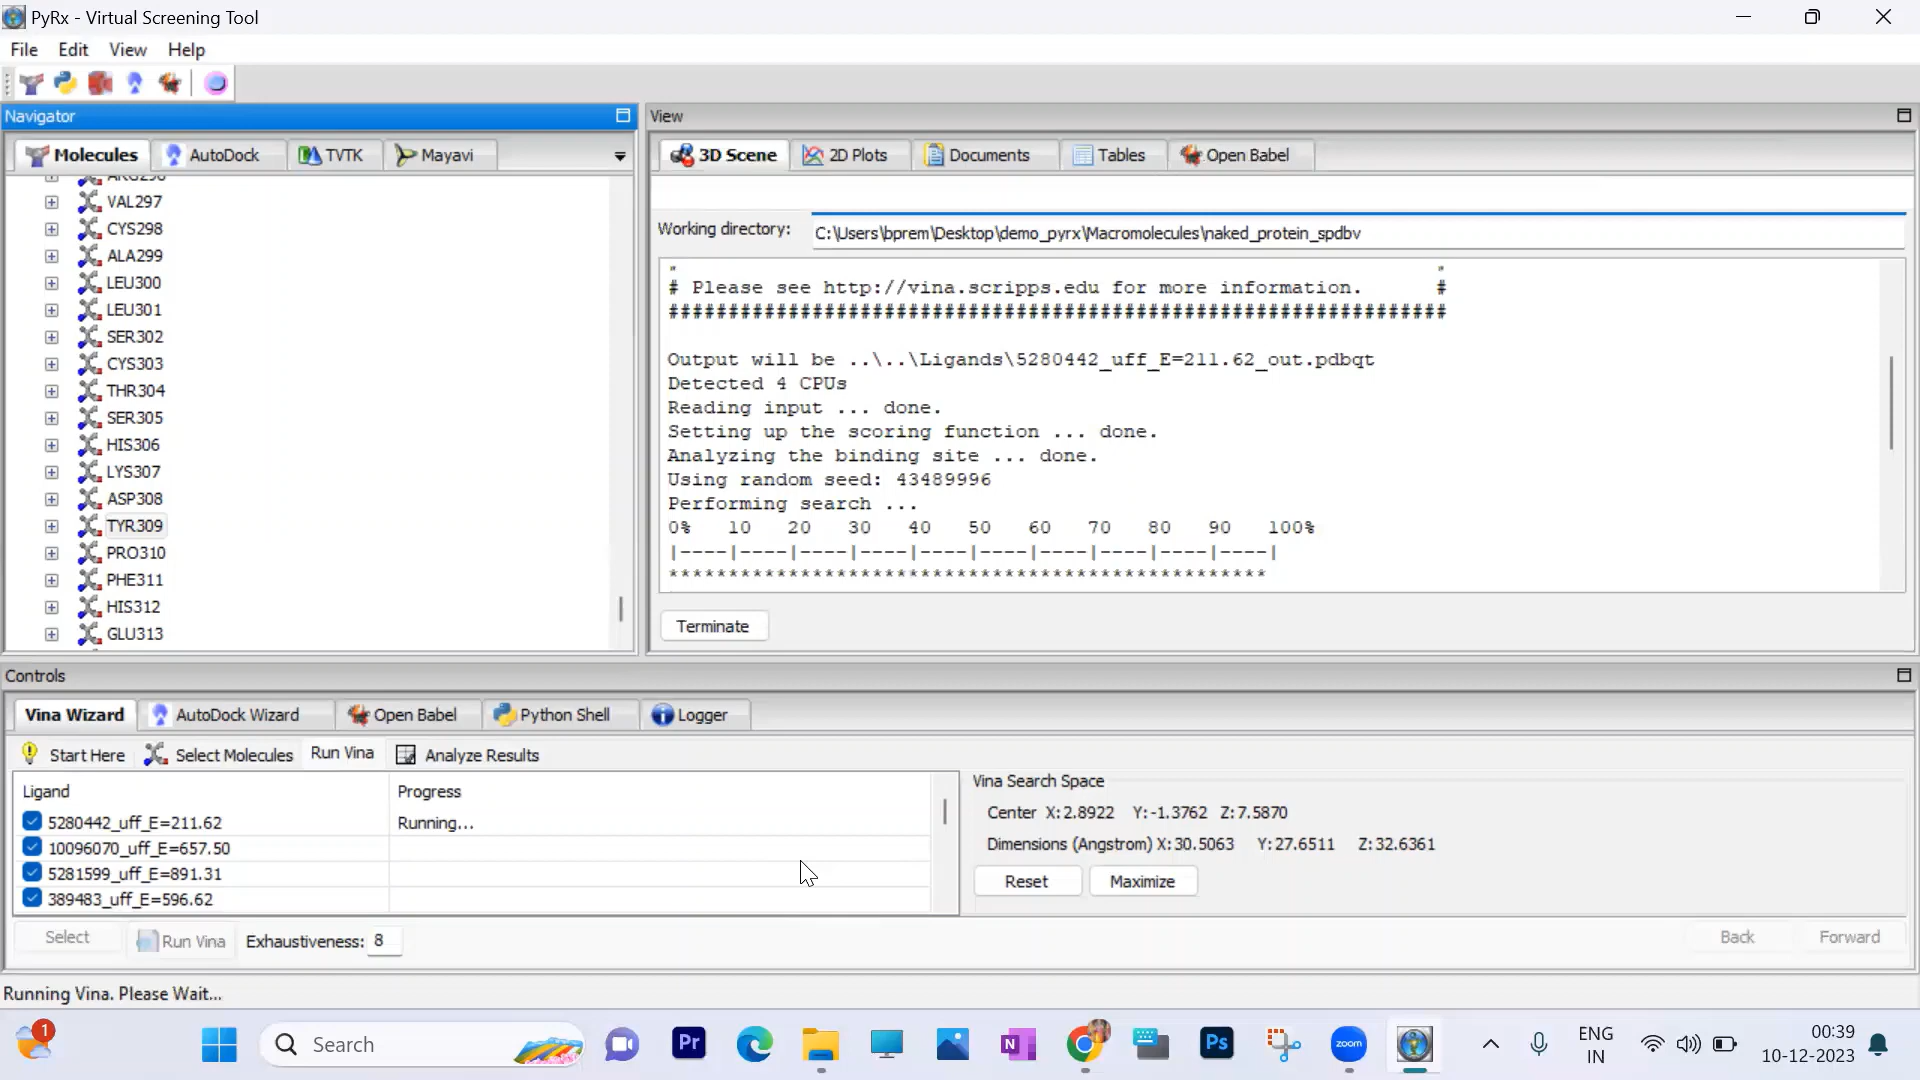 PyRx - Virtual Screening Tool
File Edit View Help
Navigator
Molecules AutoDock TVTK Mayavi
VAL297
CYS298
ALA299
LEU300
LEU301
SER302
CYS303
THR304
SER305
HIS306
LYS307
ASP308
TYR309
PRO310
PHE311
HIS312
GLU313
View
3D Scene 2D Plots Documents Tables Open Babel
Working directory: C:\Users\bprem\Desktop\demo_pyrx\Macromolecules\naked_protein_spdbv
# Please see http://vina.scripps.edu for more information. #
#################################################################
Output will be ..\..\Ligands\5280442_uff_E=211.62_out.pdbqt
Detected 4 CPUs
Reading input ... done.
Setting up the scoring function ... done.
Analyzing the binding site ... done.
Using random seed: 43489996
Performing search ...
0% 10 20 30 40 50 60 70 80 90 100%
|----|----|----|----|----|----|----|----|----|----|
**************************************************
Terminate
Controls
Vina Wizard AutoDock Wizard Open Babel Python Shell Logger
Start Here Select Molecules Run Vina Analyze Results
Ligand Progress
5280442_uff_E=211.62 Running...
10096070_uff_E=657.50
5281599_uff_E=891.31
389483_uff_E=596.62
Vina Search Space
Center X:2.8922 Y:-1.3762 Z:7.5870
Dimensions (Angstrom) X:30.5063 Y:27.6511 Z:32.6361
Reset Maximize
Select Run Vina Exhaustiveness: 8 Back Forward
Running Vina. Please Wait...
1
Search
Pr
N
Ps
zoom
ENG
IN
00:39
10-12-2023